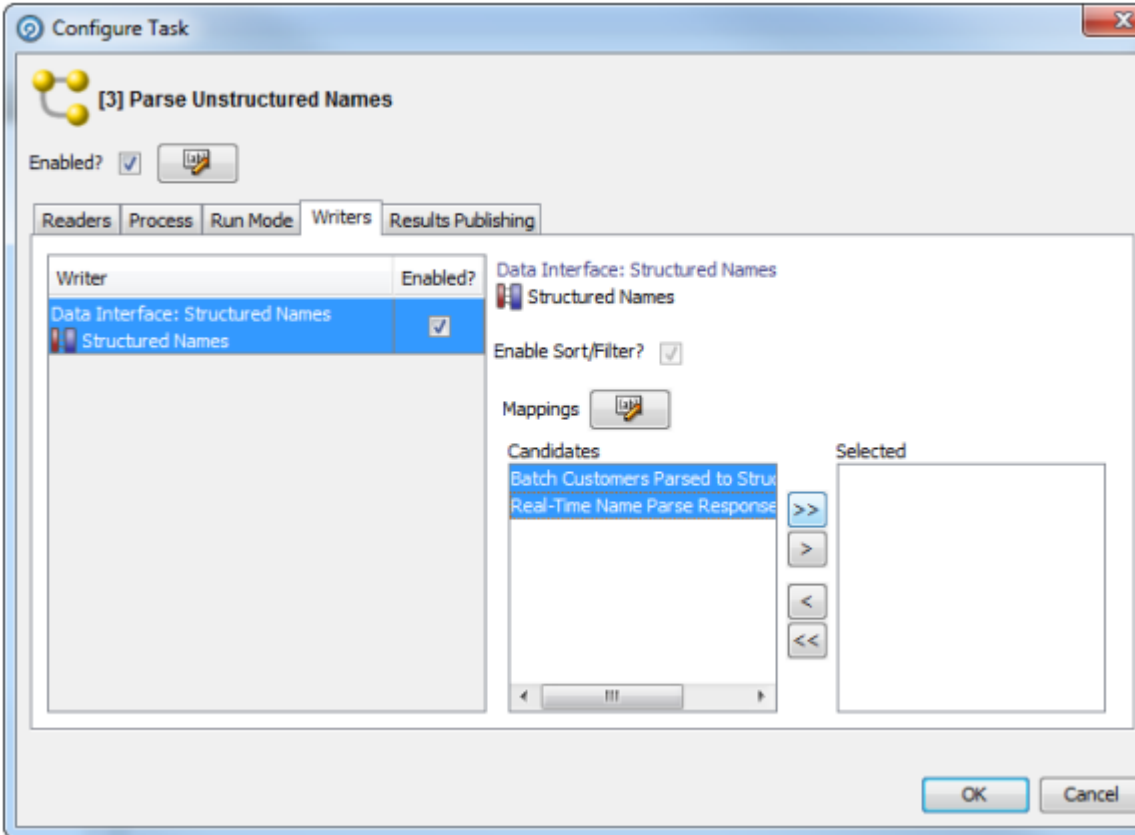 Configure Task
[3] Parse Unstructured Names
Enabled?
Readers Process Run Mode Writers Results Publishing
Writer Enabled?
Data Interface: Structured Names
Structured Names
Data Interface: Structured Names
Structured Names
Enable Sort/Filter?
Mappings
Candidates
Batch Customers Parsed to Struc
Real-Time Name Parse Response
>>
>
<
<<
Selected
OK Cancel